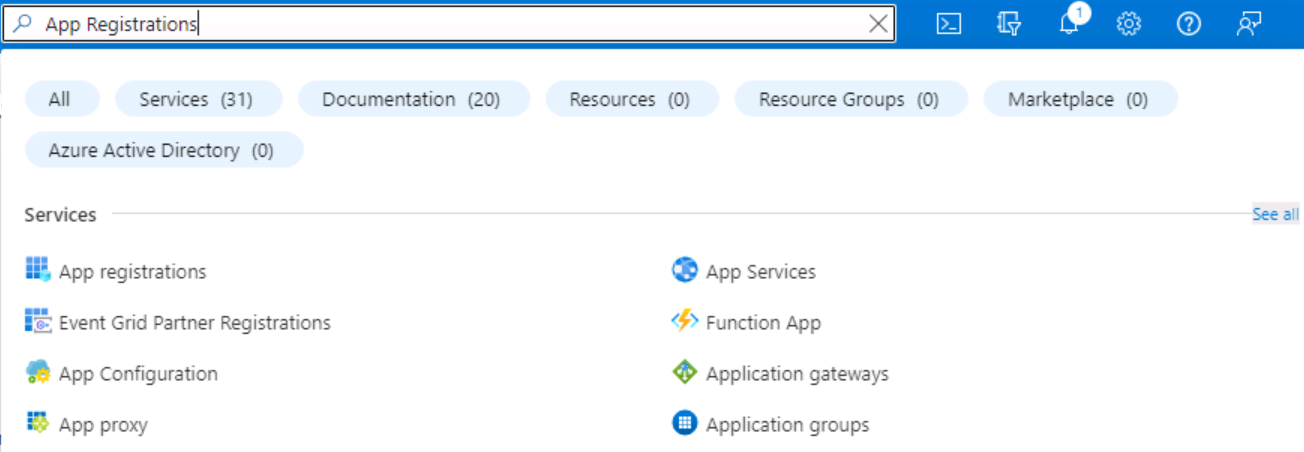 App Registrations
1
All Services (31) Documentation (20) Resources (0) Resource Groups (0) Marketplace (0)
Azure Active Directory (0)
Services See all
App registrations App Services
Event Grid Partner Registrations Function App
App Configuration Application gateways
App proxy Application groups